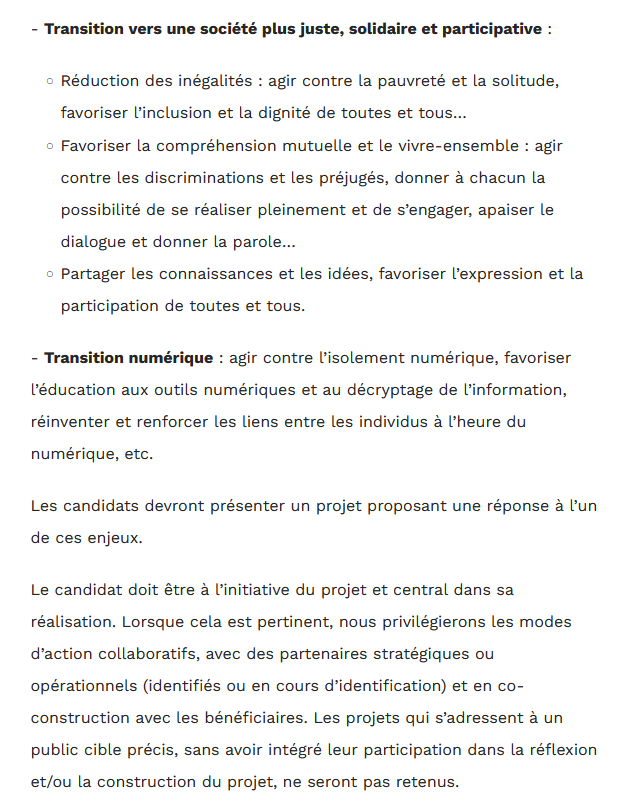 - Transition vers une société plus juste, solidaire et participative :
○ Réduction des inégalités : agir contre la pauvreté et la solitude,
favoriser l’inclusion et la dignité de toutes et tous…
○ Favoriser la compréhension mutuelle et le vivre-ensemble : agir
contre les discriminations et les préjugés, donner à chacun la
possibilité de se réaliser pleinement et de s’engager, apaiser le
dialogue et donner la parole…
○ Partager les connaissances et les idées, favoriser l’expression et la
participation de toutes et tous.
- Transition numérique : agir contre l’isolement numérique, favoriser
l’éducation aux outils numériques et au décryptage de l’information,
réinventer et renforcer les liens entre les individus à l’heure du
numérique, etc.
Les candidats devront présenter un projet proposant une réponse à l’un
de ces enjeux.
Le candidat doit être à l’initiative du projet et central dans sa
réalisation. Lorsque cela est pertinent, nous privilégierons les modes
d’action collaboratifs, avec des partenaires stratégiques ou
opérationnels (identifiés ou en cours d’identification) et en co-
construction avec les bénéficiaires. Les projets qui s’adressent à un
public cible précis, sans avoir intégré leur participation dans la réflexion
et/ou la construction du projet, ne seront pas retenus.